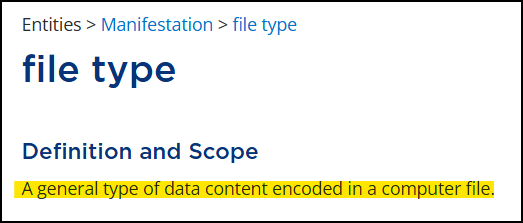 Entities > Manifestation > file type
file type
Definition and Scope
A general type of data content encoded in a computer file.